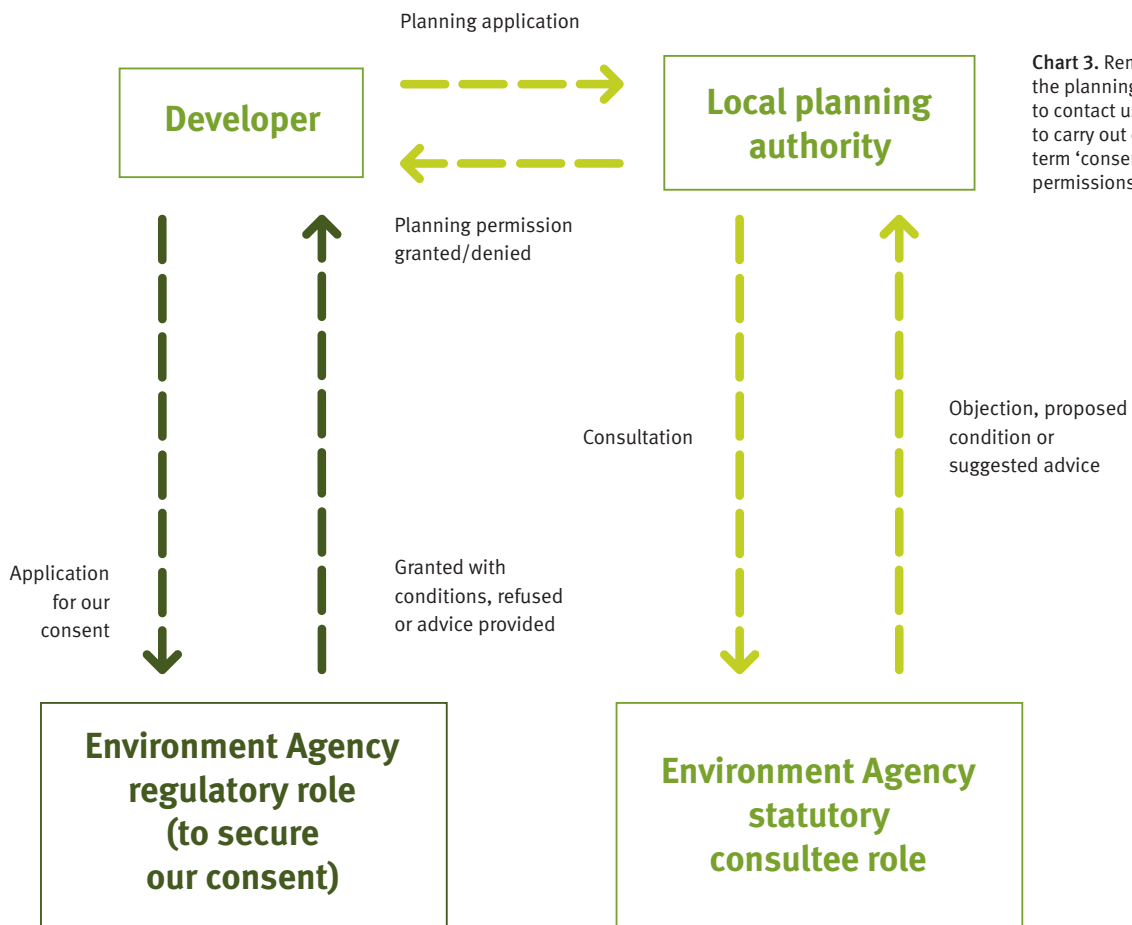 Planning application
Developer
Local planning
authority
Chart 3.
the planning
to contact
to carry out
term
permissions
Planning permission
granted/denied
Consultation
Objection, proposed
condition or
suggested advice
Application
for our
consent
Granted with
conditions, refused
or advice provided
Environment Agency
regulatory role
(to secure
our consent)
Environment Agency
statutory
consultee role